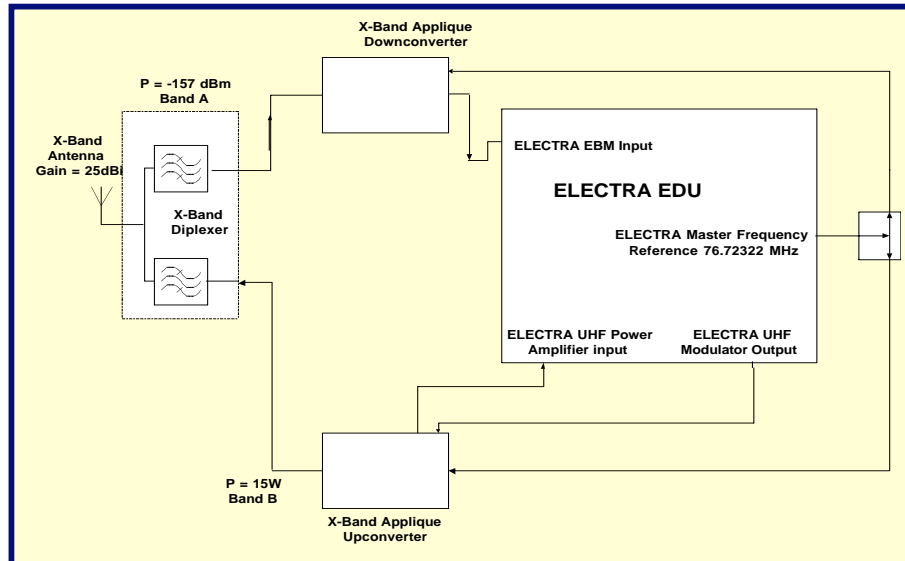 X-Band Applique
Downconverter
P = -157 dBm
Band A
X-Band
Antenna
Gain = 25dBi
X-Band
Diplexer
ELECTRA EBM Input
ELECTRA EDU
ELECTRA Master Frequency
Reference 76.72322 MHz
ELECTRA UHF Power
Amplifier input
ELECTRA UHF
Modulator Output
P = 15W
Band B
X-Band Applique
Upconverter